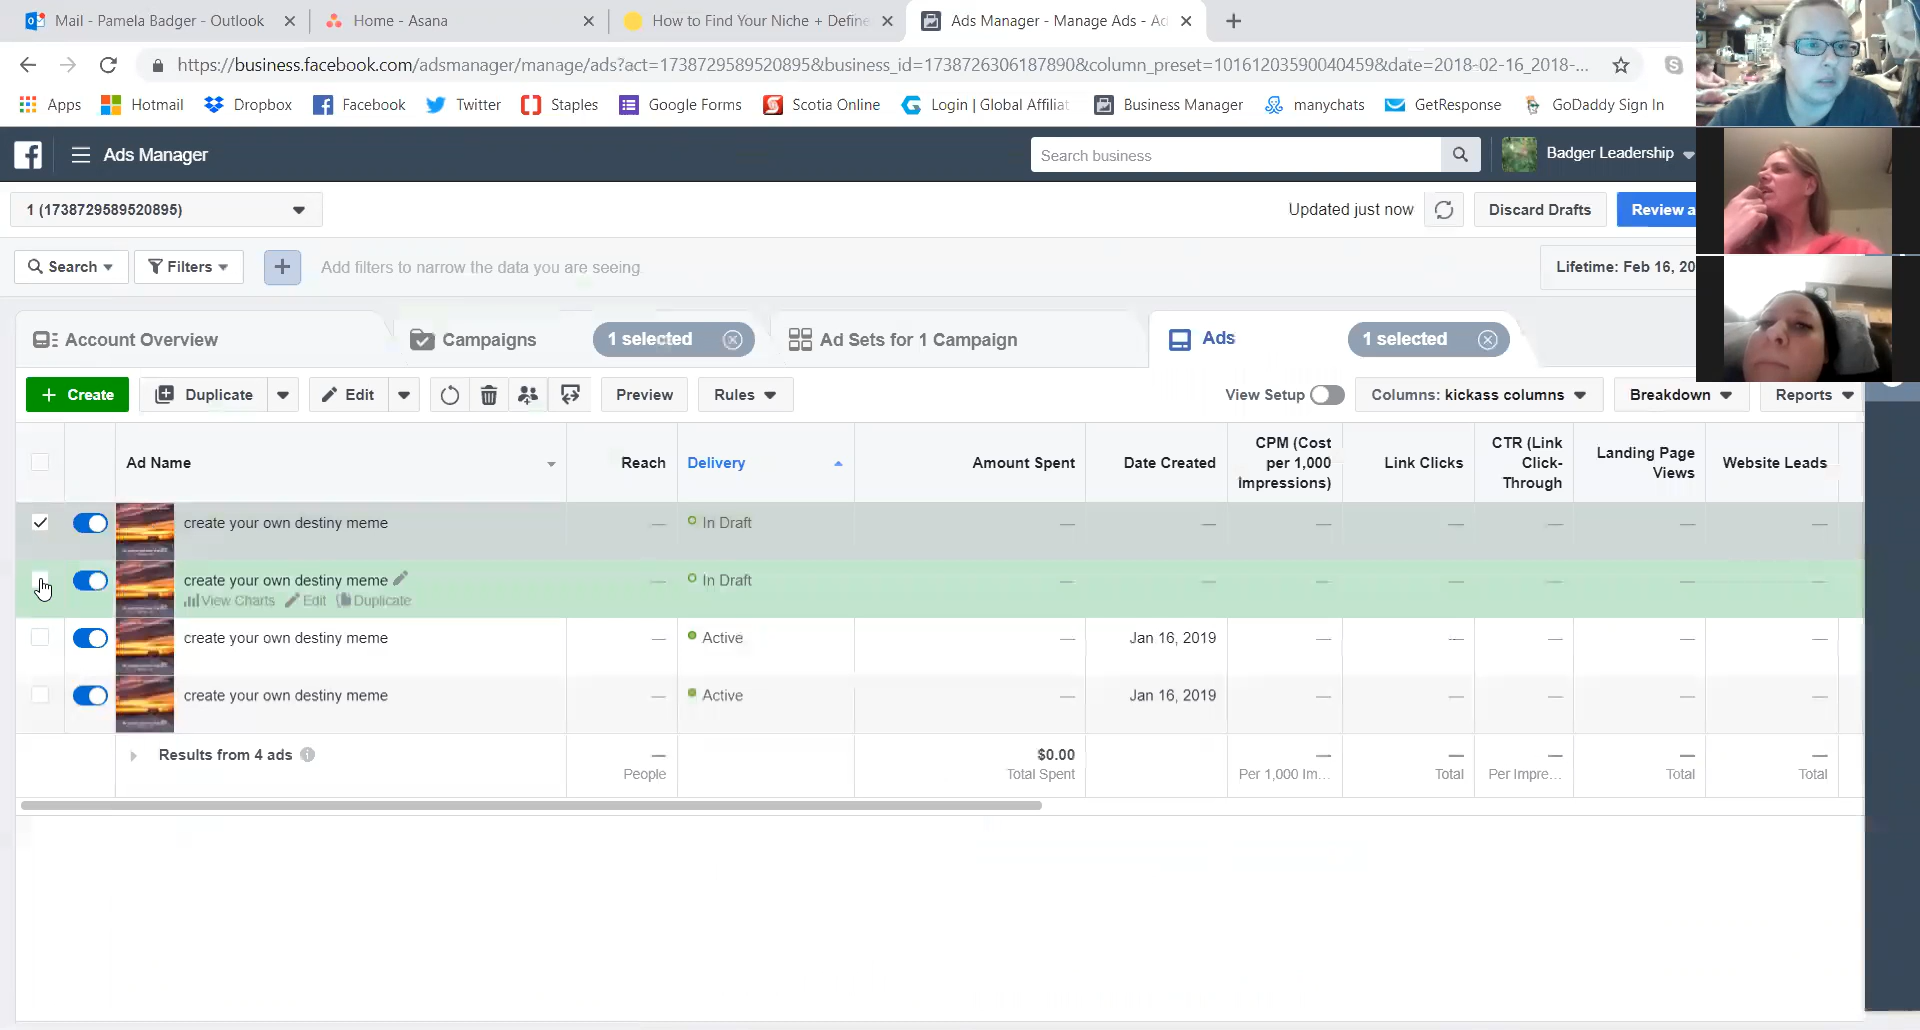 Mail - Pamela Badger - Outlook
Home - Asana
How to Find Your Niche + Define
Ads Manager - Manage Ads - Ad
https://business.facebook.com/adsmanager/manage/ads?act=1738729589520895&business_id=1738726306187890&column_preset=10161203590040459&date=2018-02-16_2018-...
Apps Hotmail Dropbox Facebook Twitter Staples Google Forms Scotia Online Login | Global Affiliat Business Manager manychats GetResponse GoDaddy Sign In
Ads Manager
Search business
Badger Leadership
1 (1738729589520895)
Updated just now
Discard Drafts
Review a
Search
Filters
Add filters to narrow the data you are seeing.
Lifetime: Feb 16, 20
Account Overview
Campaigns
1 selected
Ad Sets for 1 Campaign
Ads
1 selected
Create
Duplicate
Edit
Preview
Rules
View Setup
Columns: kickass columns
Breakdown
Reports
Ad Name
Reach
Delivery
Amount Spent
Date Created
CPM (Cost
per 1,000
Impressions)
Link Clicks
CTR (Link
Click-
Through
Landing Page
Views
Website Leads
create your own destiny meme — In Draft — — — — — — —
create your own destiny meme — In Draft — — — — — — —
View Charts Edit Duplicate
create your own destiny meme — Active — Jan 16, 2019 — — — — —
create your own destiny meme — Active — Jan 16, 2019 — — — — —
Results from 4 ads — $0.00 — — — — —
People Total Spent Per 1,000 Im... Total Per Impre... Total Total